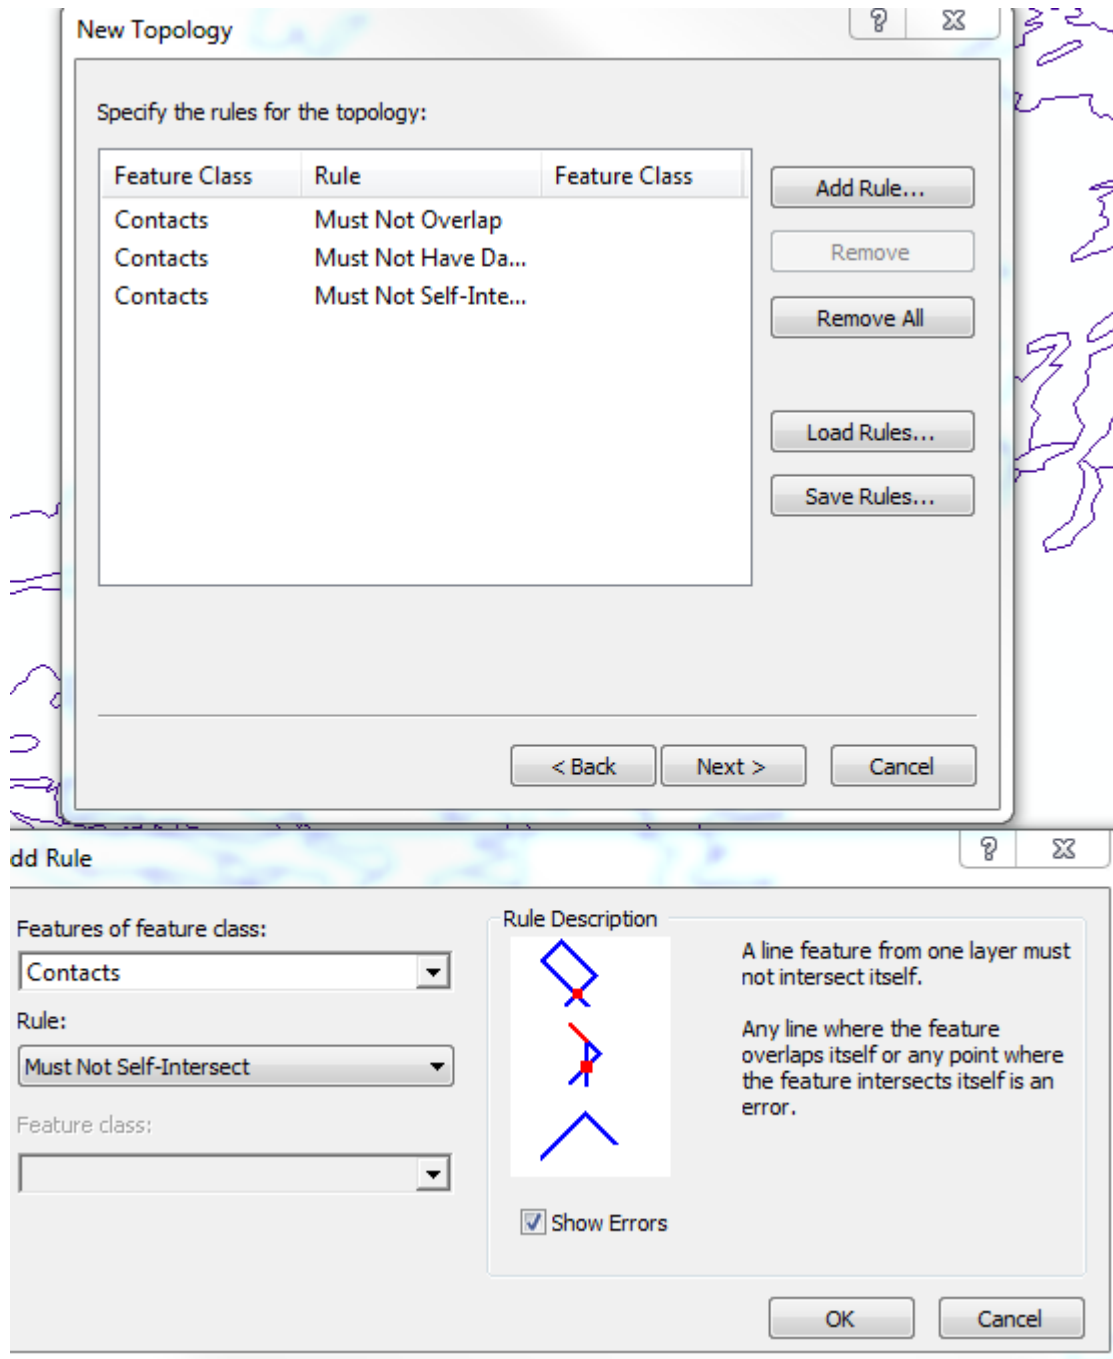 New Topology
Specify the rules for the topology:
Feature Class Rule Feature Class
Contacts Must Not Overlap
Contacts Must Not Have Da...
Contacts Must Not Self-Inte...
Add Rule...
Remove
Remove All
Load Rules...
Save Rules...
< Back Next > Cancel
dd Rule
Features of feature class:
Contacts
Rule:
Must Not Self-Intersect
Feature class:
Rule Description
A line feature from one layer must
not intersect itself.
Any line where the feature
overlaps itself or any point where
the feature intersects itself is an
error.
Show Errors
OK Cancel